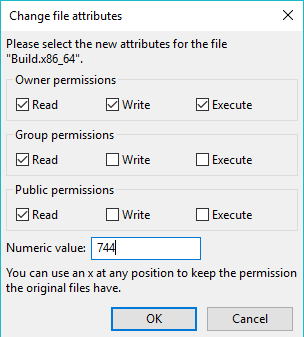 Change file attributes
Please select the new attributes for the file
"Build.x86_64".
Owner permissions
Read Write Execute
Group permissions
Read Write Execute
Public permissions
Read Write Execute
Numeric value: 744
You can use an x at any position to keep the permission
the original files have.
OK Cancel